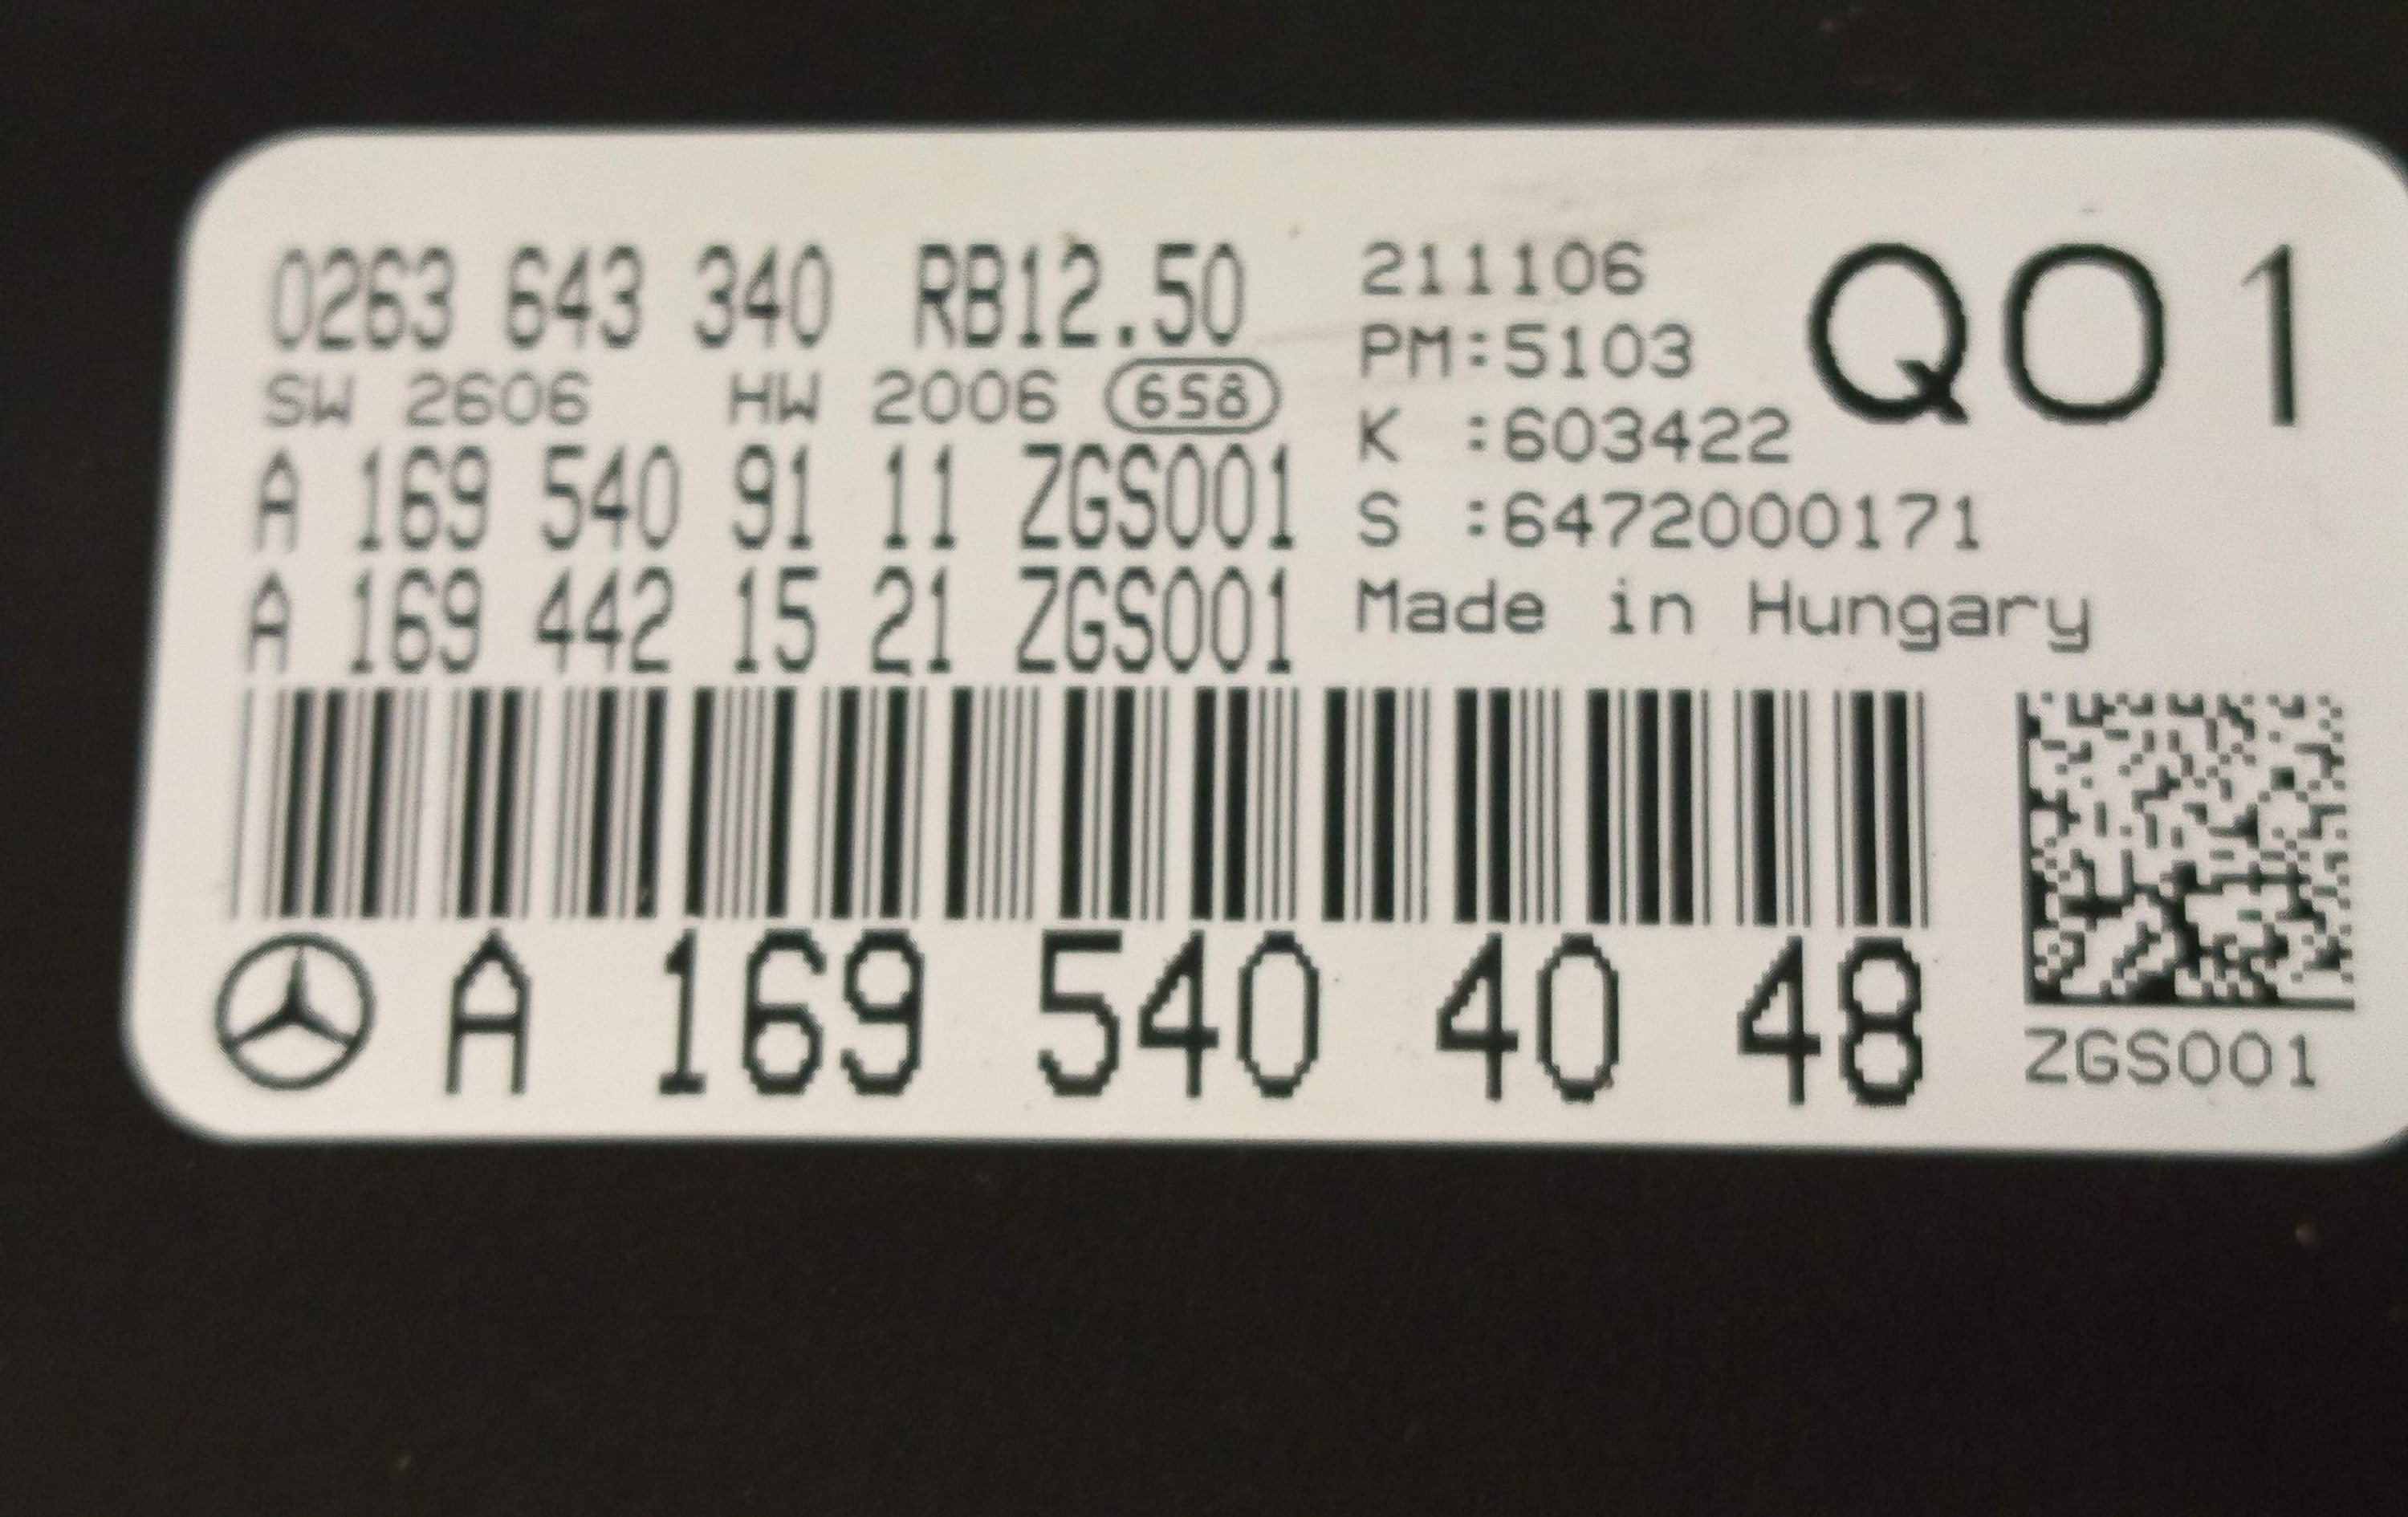 0263 643 340 RB12.50
SW 2606 HW 2006 658
A 169 540 91 11 ZGS001
A 169 442 15 21 ZGS001
211106
PM:5103
K :603422
S :6472000171
Made in Hungary
Q01
A 169 540 40 48
ZGS001